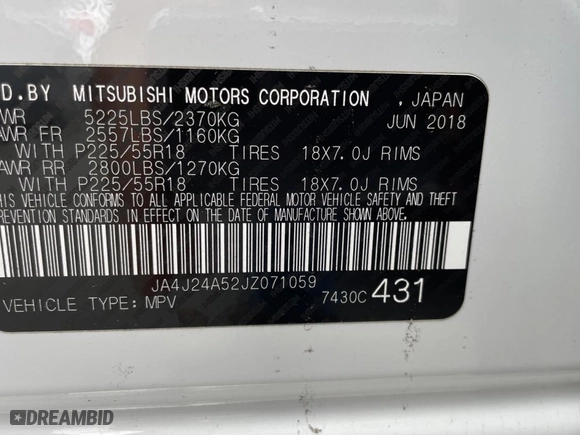 D.BY MITSUBISHI MOTORS CORPORATION , JAPAN
WR 5225LBS/2370KG JUN 2018
AWR FR 2557LBS/1160KG
WITH P225/55R18 TIRES 18X7.0J RIMS
AWR RR 2800LBS/1270KG
WITH P225/55R18 TIRES 18X7.0J RIMS
THIS VEHICLE CONFORMS TO ALL APPLICABLE FEDERAL MOTOR VEHICLE SAFETY AND THEFT
PREVENTION STANDARDS IN EFFECT ON THE DATE OF MANUFACTURE SHOWN ABOVE.
JA4J24A52JZ071059
VEHICLE TYPE: MPV 7430C 431
DREAMBID